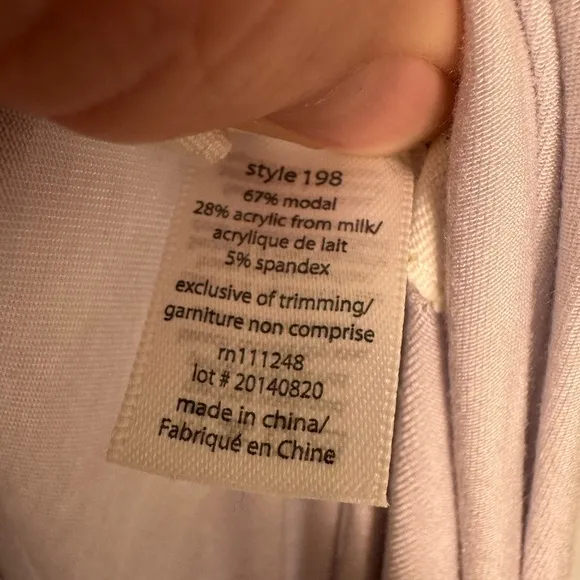 style 198
67% modal
28% acrylic from milk/
acrylique de lait
5% spandex
exclusive of trimming/
garniture non comprise
rn111248
lot # 20140820
made in china/
Fabriqué en Chine